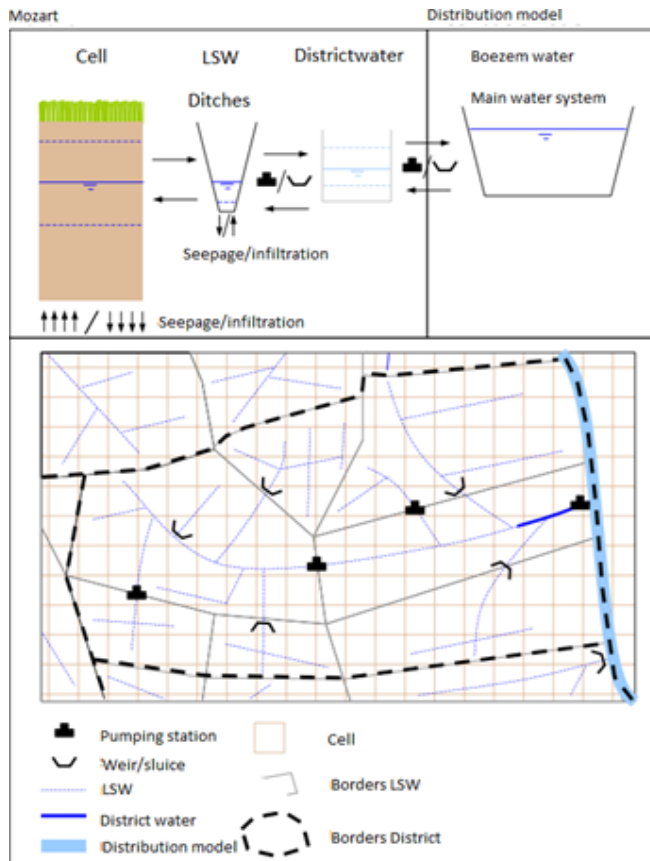 Mozart
Distribution model
Cell
LSW
Districtwater
Boezem water
Ditches
Main water system
/
/
/
Seepage/infiltration
/
Seepage/infiltration
Pumping station
Cell
Weir/sluice
LSW
Borders LSW
District water
Distribution model
Borders District